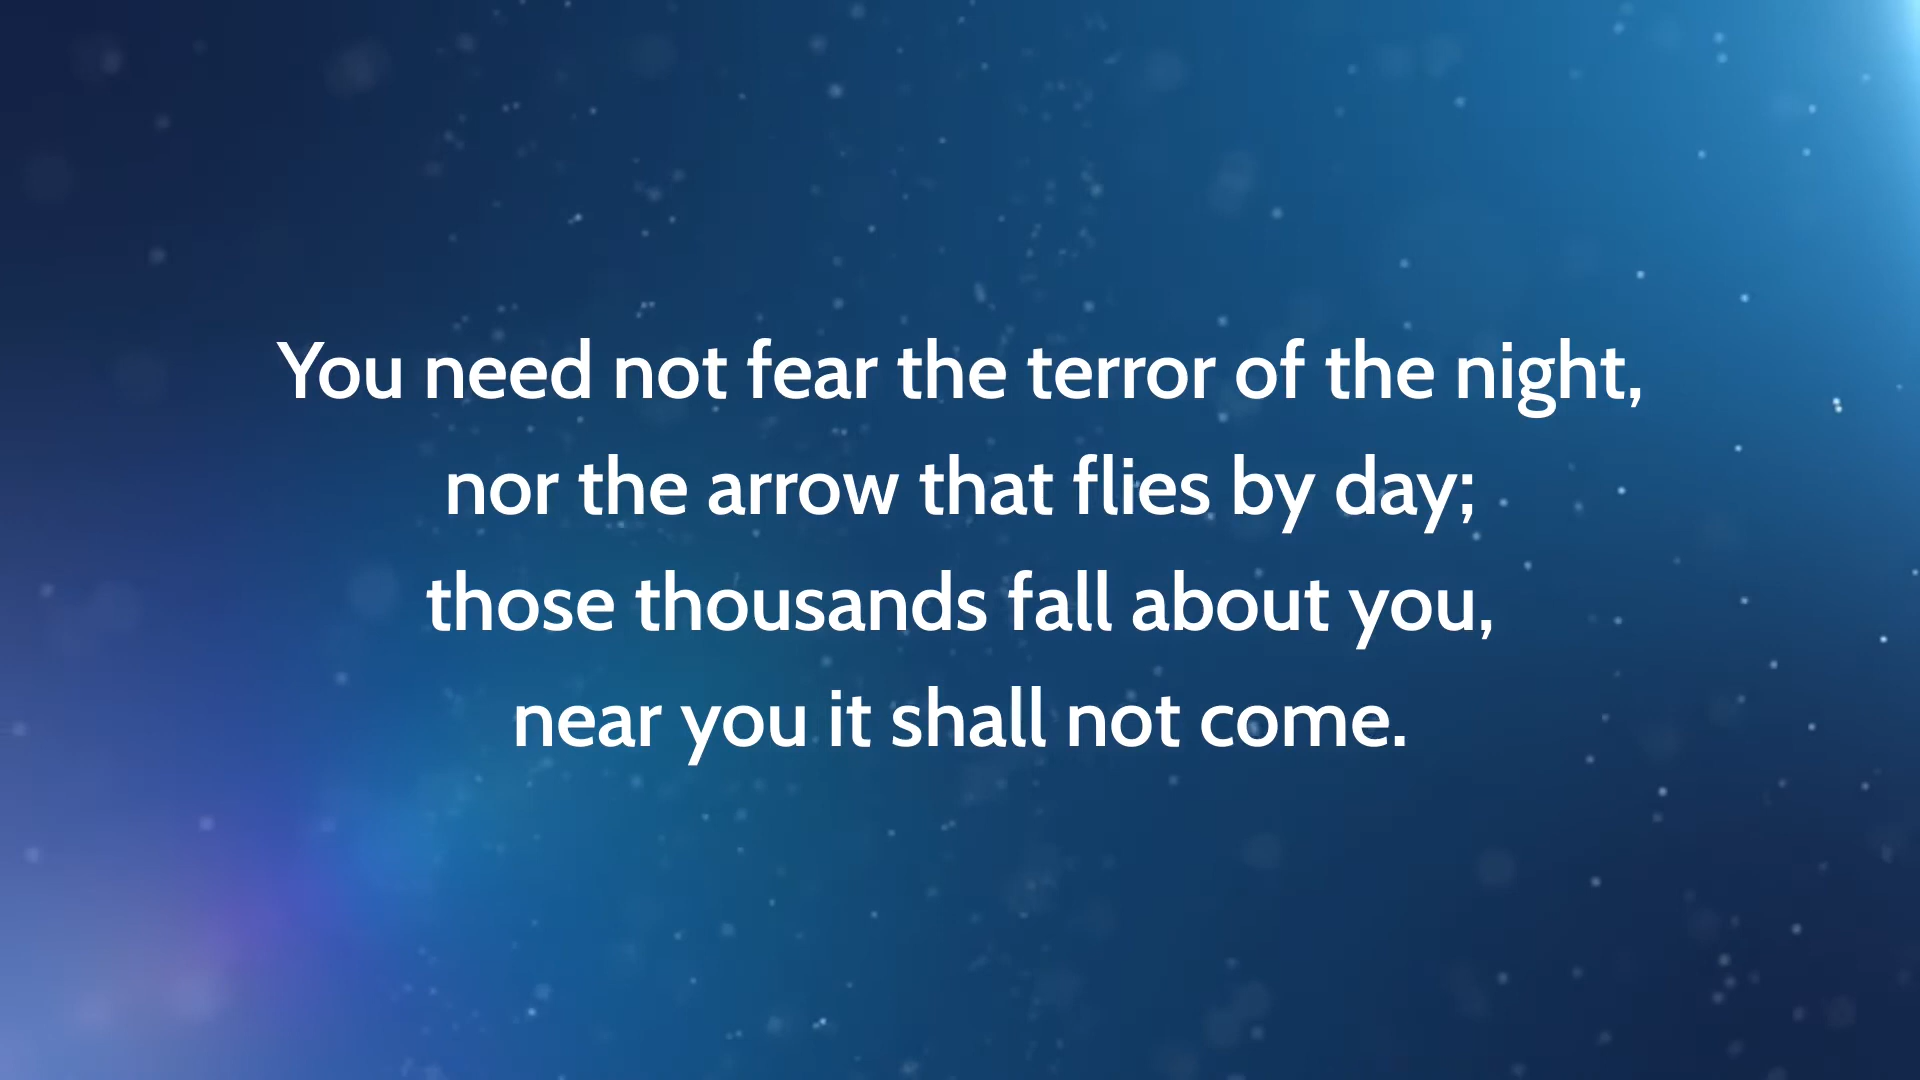 You need not fear the terror of the night,
nor the arrow that flies by day;
those thousands fall about you,
near you it shall not come.